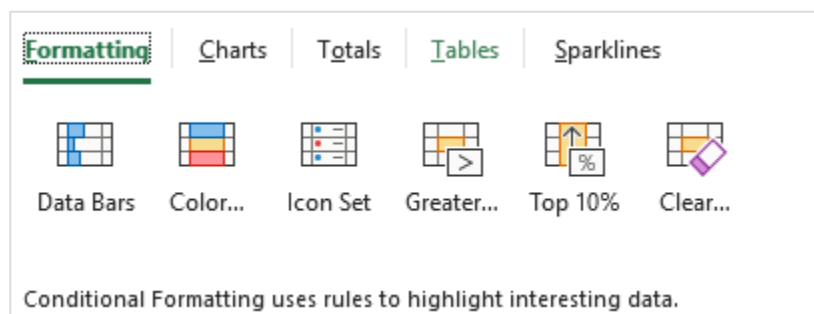 Formatting Charts Totals Tables Sparklines
> %
Data Bars Color... Icon Set Greater... Top 10% Clear...
Conditional Formatting uses rules to highlight interesting data.